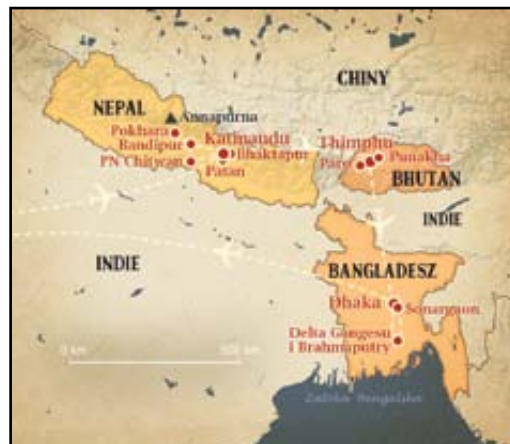 CHINY
NEPAL
Annapurna
Pokhara
Bandipur
PN Chitwan
Katmandu
Bhaktapur
Patan
Thimphu
Paro
Punakha
BHUTAN
INDIE
INDIE
BANGLADESZ
Dhaka
Sonargaon
Delta Gangesu
i Brahmaputry
0 km
Zatoka Bengalska